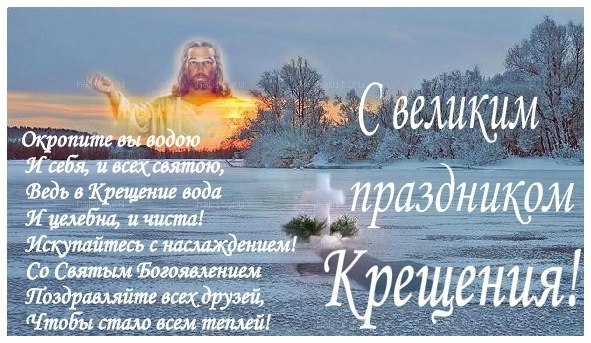 Окропите вы водою
И себя, и всех святою,
Ведь в Крещение вода
И целебна, и чиста!
Искупайтесь с наслаждением!
Со Святым Богоявлением
Поздравляйте всех друзей,
Чтобы стало всем теплей!
С великим
праздником
Крещения!